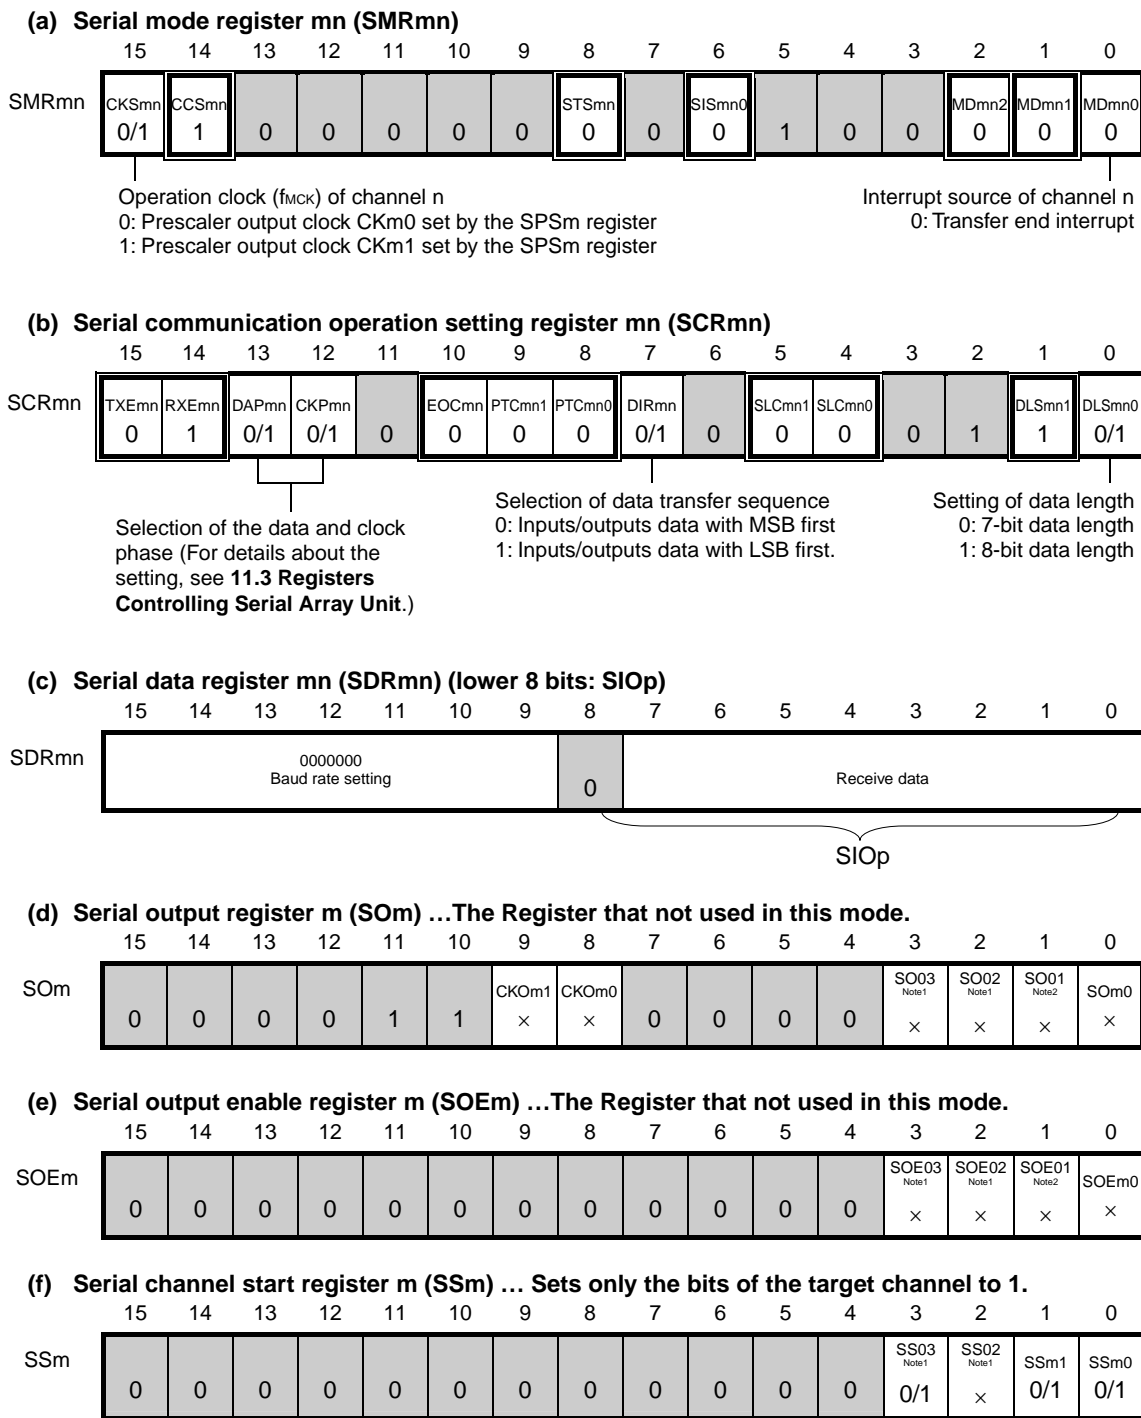 (a) Serial mode register mn (SMRmn)
15 14 13 12 11 10 9 8 7 6 5 4 3 2 1 0
SMRmn CKSmn CCSmn STSmn SISmn0 MDmn2 MDmn1 MDmn0
0/1 1 0 0 0 0 0 0 0 0 1 0 0 0 0 0
Operation clock (fMCK) of channel n
0: Prescaler output clock CKm0 set by the SPSm register
1: Prescaler output clock CKm1 set by the SPSm register
Interrupt source of channel n
0: Transfer end interrupt
(b) Serial communication operation setting register mn (SCRmn)
15 14 13 12 11 10 9 8 7 6 5 4 3 2 1 0
SCRmn TXEmn RXEmn DAPmn CKPmn EOCmn PTCmn1 PTCmn0 DIRmn SLCmn1 SLCmn0 DLSmn1 DLSmn0
0 1 0/1 0/1 0 0 0 0 0/1 0 0 0 0 1 1 0/1
Selection of the data and clock
phase (For details about the
setting, see 11.3 Registers
Controlling Serial Array Unit.)
Selection of data transfer sequence
0: Inputs/outputs data with MSB first
1: Inputs/outputs data with LSB first.
Setting of data length
0: 7-bit data length
1: 8-bit data length
(c) Serial data register mn (SDRmn) (lower 8 bits: SIOp)
15 14 13 12 11 10 9 8 7 6 5 4 3 2 1 0
SDRmn
0000000
Baud rate setting
0
Receive data
SIOp
(d) Serial output register m (SOm) …The Register that not used in this mode.
15 14 13 12 11 10 9 8 7 6 5 4 3 2 1 0
SOm CKOm1 CKOm0 SO03 Note1 SO02 Note1 SO01 Note2 SOm0
0 0 0 0 1 1 × × 0 0 0 0 × × × ×
(e) Serial output enable register m (SOEm) …The Register that not used in this mode.
15 14 13 12 11 10 9 8 7 6 5 4 3 2 1 0
SOEm SOE03 Note1 SOE02 Note1 SOE01 Note2 SOEm0
0 0 0 0 0 0 0 0 0 0 0 0 × × × ×
(f) Serial channel start register m (SSm) … Sets only the bits of the target channel to 1.
15 14 13 12 11 10 9 8 7 6 5 4 3 2 1 0
SSm SS03 Note1 SS02 Note1 SSm1 SSm0
0 0 0 0 0 0 0 0 0 0 0 0 0/1 × 0/1 0/1